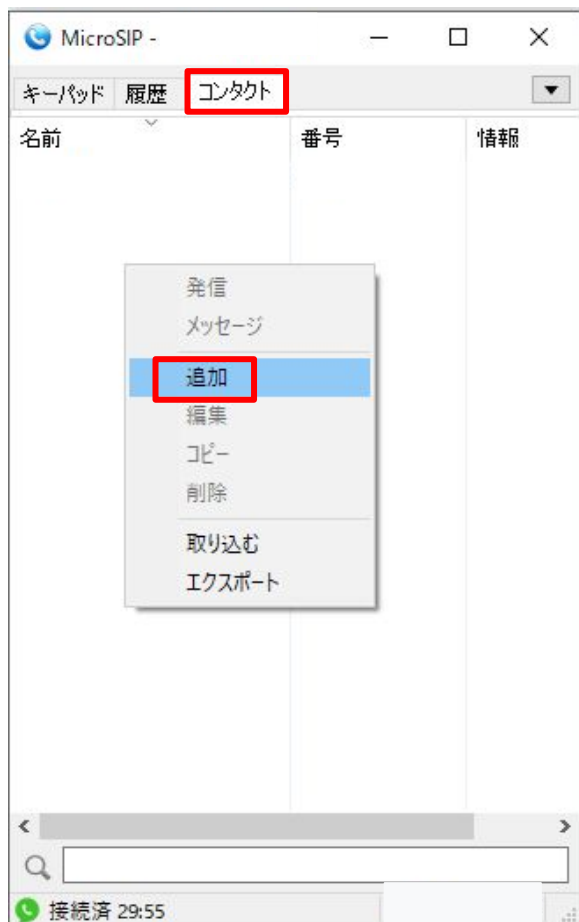 MicroSIP -
キーパッド 履歴 コンタクト
名前 番号 情報
発信
メッセージ
追加
編集
コピー
削除
取り込む
エクスポート
接続済 29:55